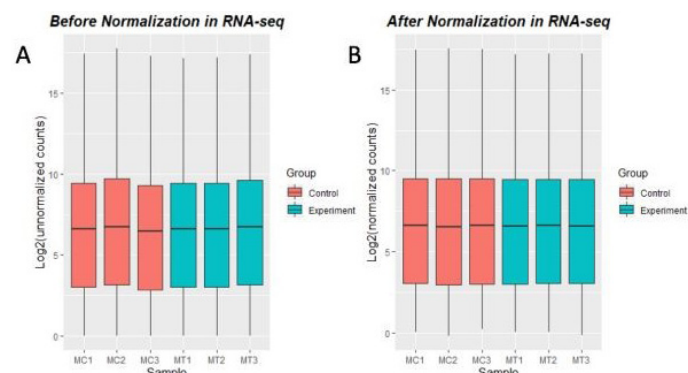 Before Normalization in RNA-seq
A
Log2(unnormalized counts)
15
10
5
0
MC1 MC2 MC3 MT1 MT2 MT3
Sample
Group
Control
Experiment
After Normalization in RNA-seq
B
Log2(normalized counts)
15
10
5
0
MC1 MC2 MC3 MT1 MT2 MT3
Sample
Group
Control
Experiment